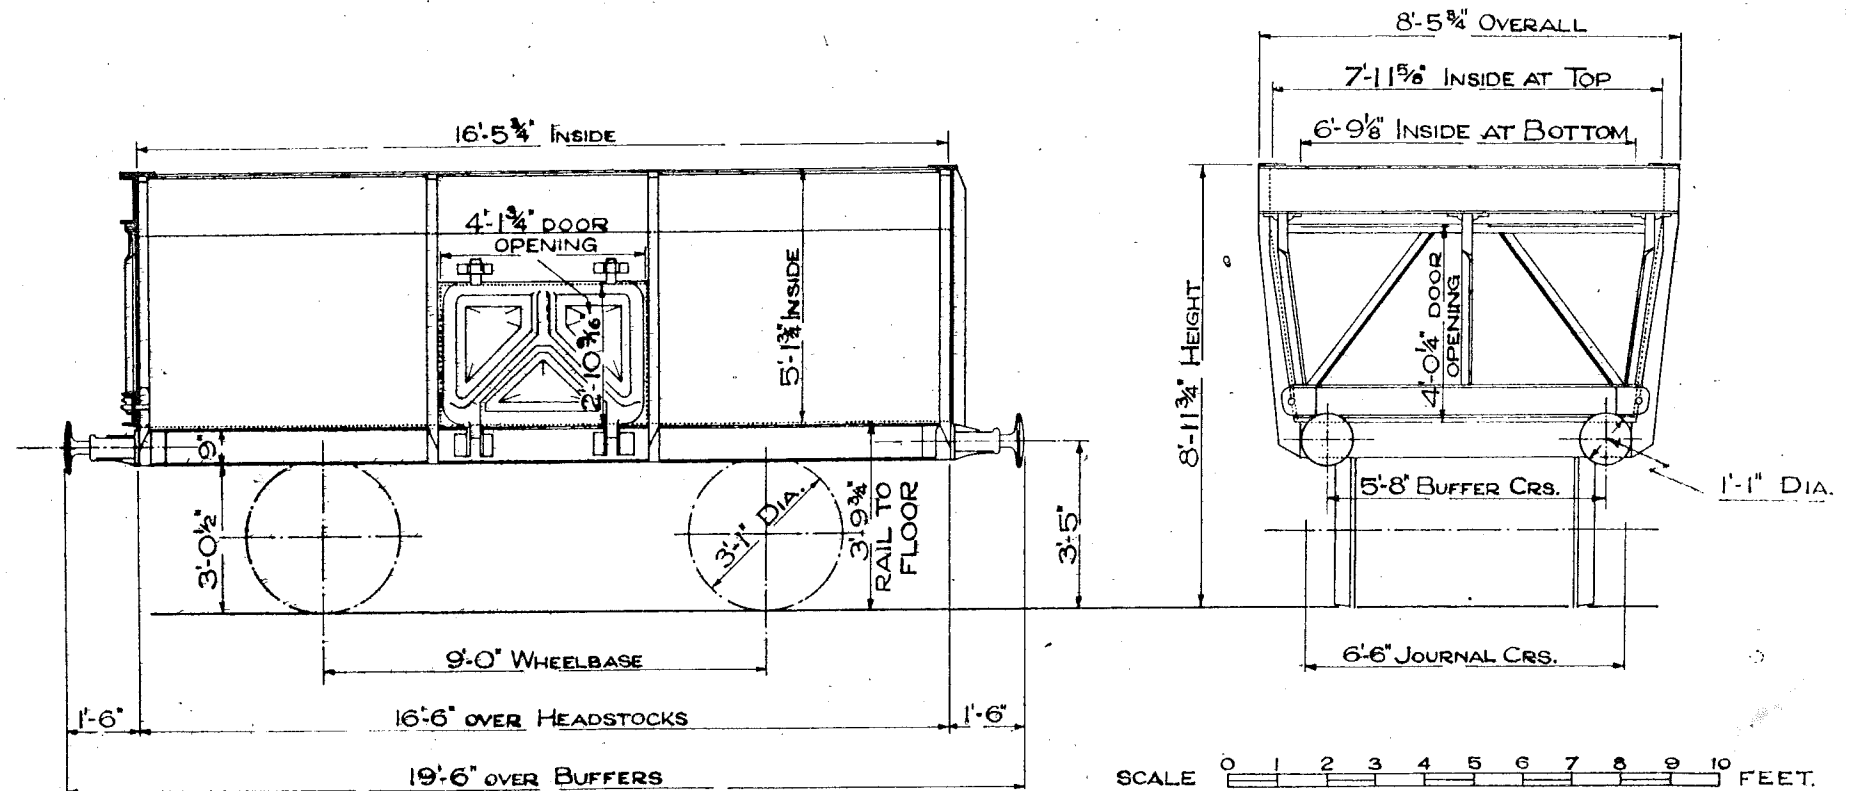 8'-5¾" OVERALL
7'-11⅝" INSIDE AT TOP
6'-9⅛" INSIDE AT BOTTOM
16'-5¾" INSIDE
4'-1¾" DOOR
OPENING
2'-10 9/16"
5'-1¾" INSIDE
8'-11¾" HEIGHT
4'-0¼" DOOR
OPENING
9"
3'-0½"
3'-1" DIA.
3'-9¾"
RAIL TO
FLOOR
3'-5"
5'-8" BUFFER CRS.
1'-1" DIA.
9'-0" WHEELBASE
6'-6" JOURNAL CRS.
1'-6"
16'-6" OVER HEADSTOCKS
1'-6"
19'-6" OVER BUFFERS
SCALE 0 1 2 3 4 5 6 7 8 9 10 FEET.